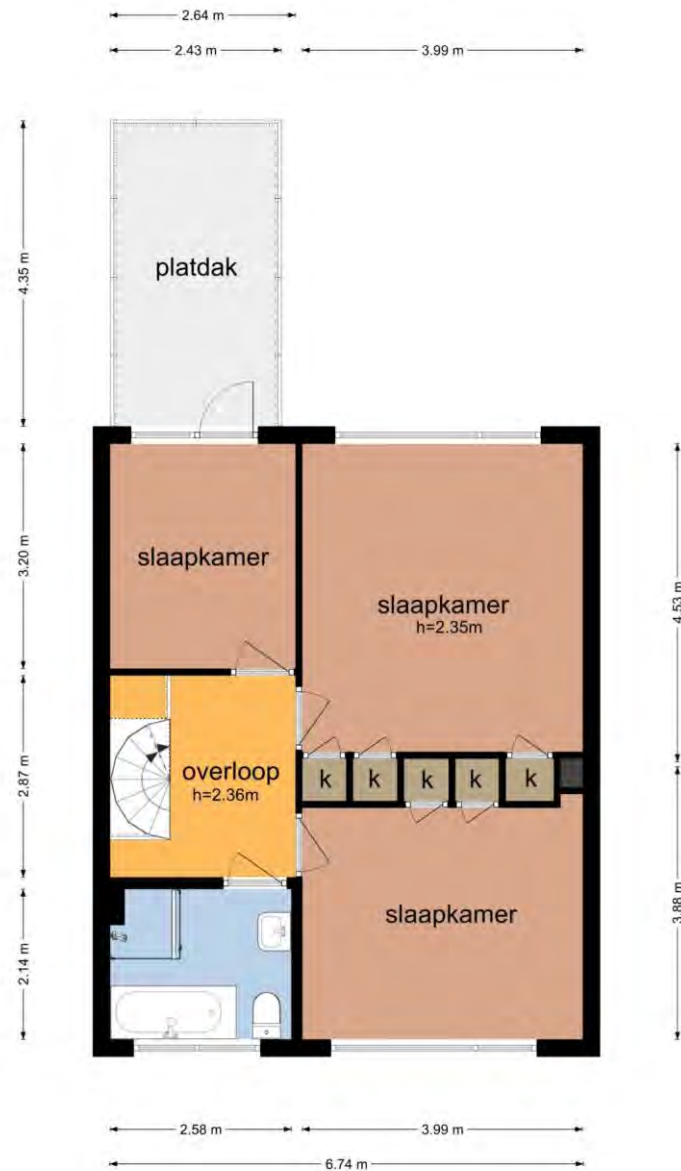 2.64 m
2.43 m
3.99 m
4.35 m
platdak
3.20 m
slaapkamer
slaapkamer
h=2.35m
4.53 m
2.87 m
overloop
h=2.36m
k
k
k
k
k
2.14 m
slaapkamer
3.88 m
2.58 m
3.99 m
6.74 m